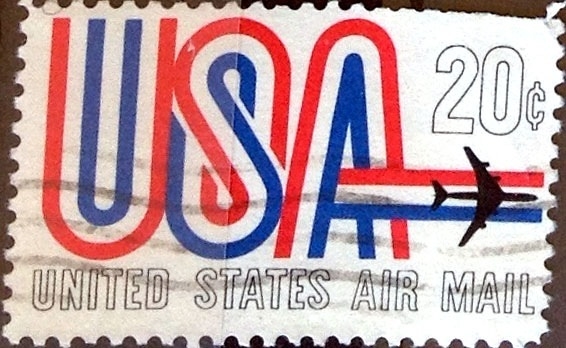 USA
20¢
UNITED STATES AIR MAIL